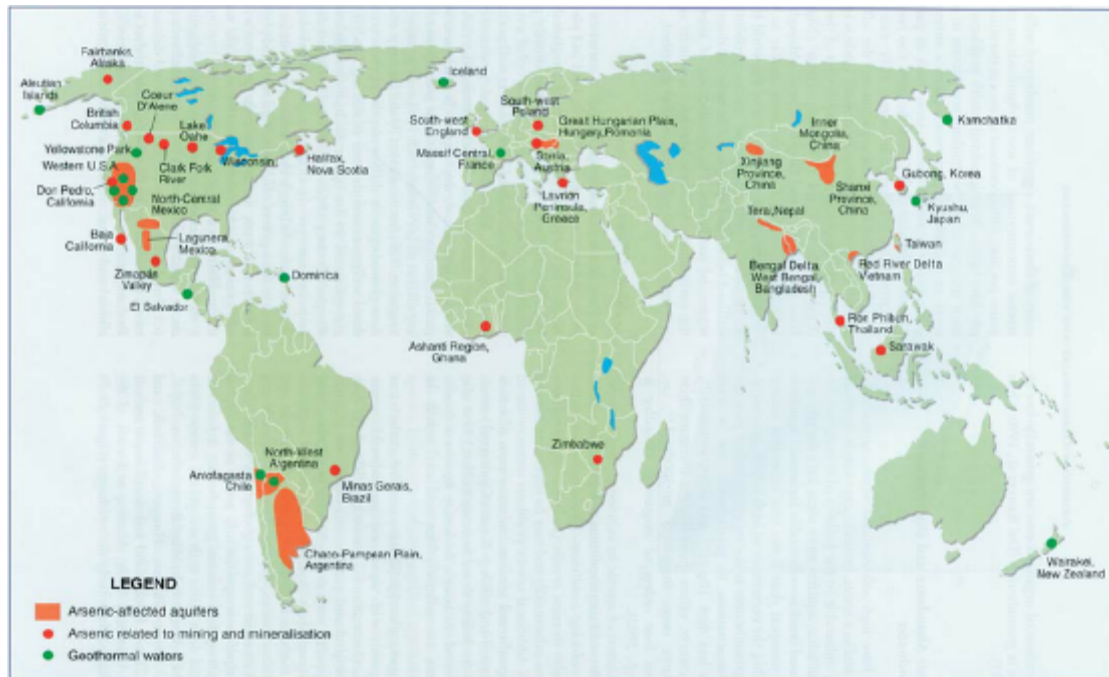 Fairbanks,
Alaska
Aleutian
Islands
Coeur
D'Alene
British
Columbia
Lake
Oahe
Yellowstone Park
Western U.S.A.
Clark Fork
River
Wisconsin,
Halifax,
Nova Scotia
Don Pedro,
California
North-Central
Mexico
Baja
California
Lagunera
Mexico
Zimapan
Valley
El Salvador
Dominica
Iceland
South-west
England
South-west
Poland
Great Hungarian Plain,
Hungary,Romania
Massif Central,
France
Styria,
Austria
Lavrion
Peninsula,
Greece
Inner
Mongolia,
China
Kamchatka
Xinjiang
Province,
China
Shanxi
Province,
China
Gubong, Korea
Kyushu,
Japan
Terai,Nepal
Taiwan
Bengal Delta,
West Bengal,
Bangladesh
Red River Delta
Vietnam
Ron Phibun,
Thailand
Sarawak
Ashanti Region,
Ghana
Zimbabwe
North-West
Argentina
Antofagasta
Chile
Minas Gerais,
Brazil
Chaco-Pampean Plain,
Argentina
Wairakei,
New Zealand
LEGEND
Arsenic-affected aquifers
Arsenic related to mining and mineralisation
Geothermal waters